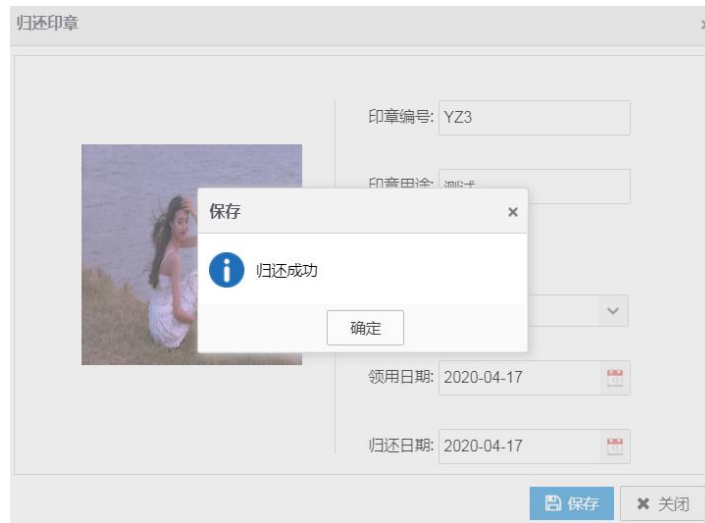 归还印章
印章编号: YZ3
印章用途: 测试
保存
归还成功
确定
领用日期: 2020-04-17
归还日期: 2020-04-17
保存
关闭